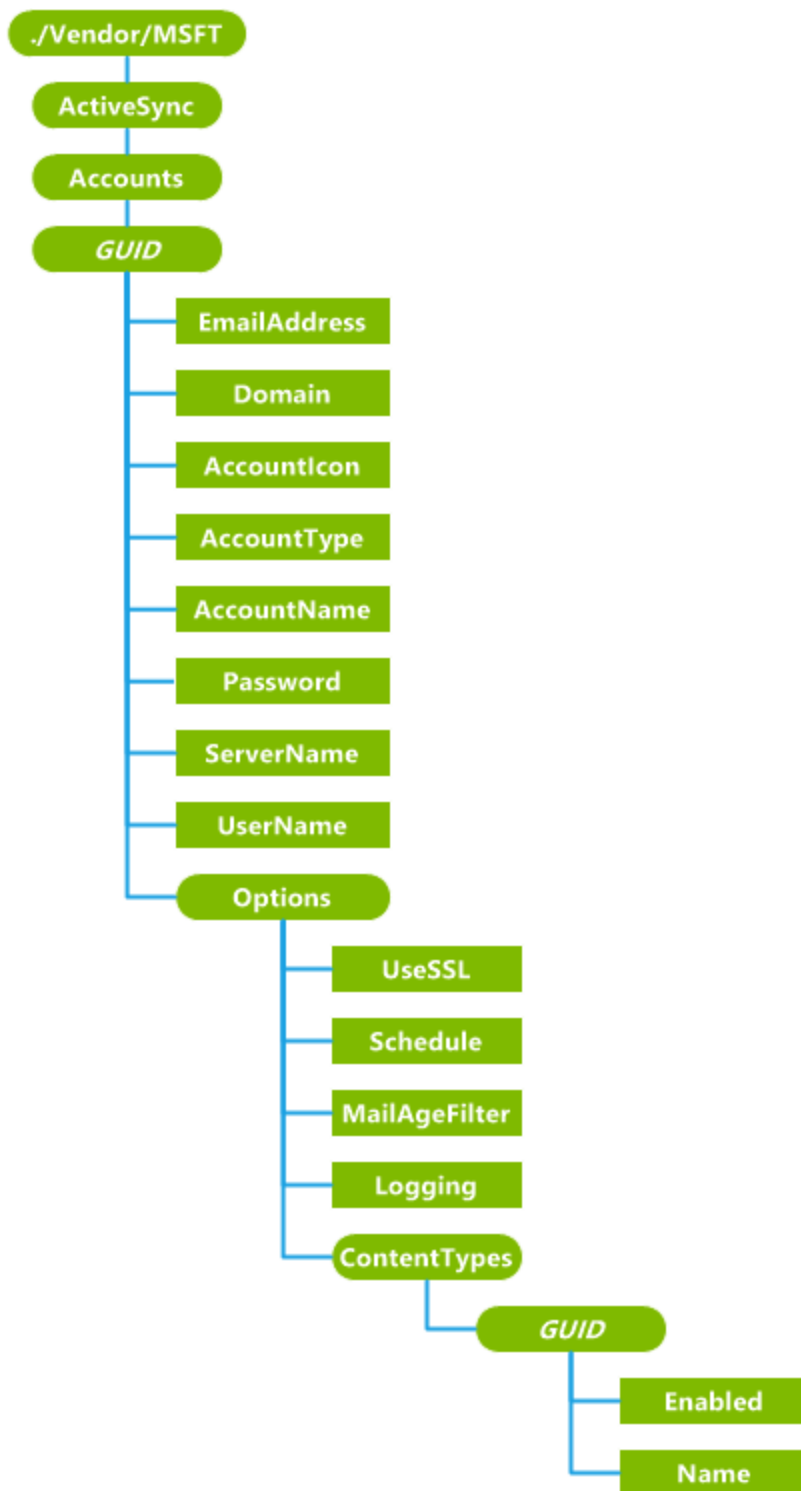 ./Vendor/MSFT
ActiveSync
Accounts
GUID
EmailAddress
Domain
AccountIcon
AccountType
AccountName
Password
ServerName
UserName
Options
UseSSL
Schedule
MailAgeFilter
Logging
ContentTypes
GUID
Enabled
Name